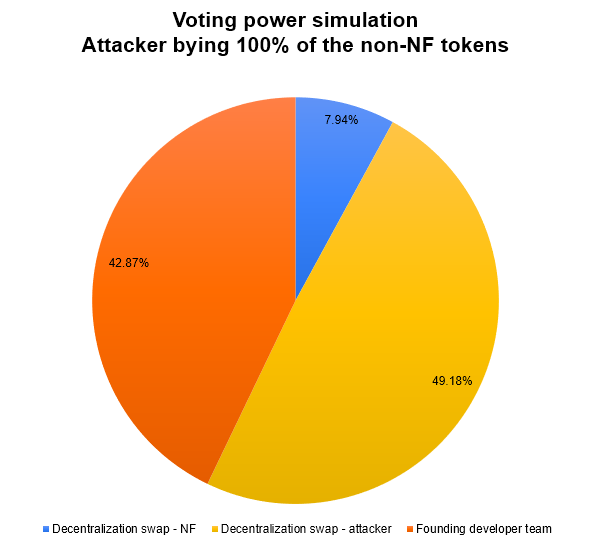 Voting power simulation
Attacker bying 100% of the non-NF tokens
7.94%
42.87%
49.18%
Decentralization swap - NF Decentralization swap - attacker Founding developer team